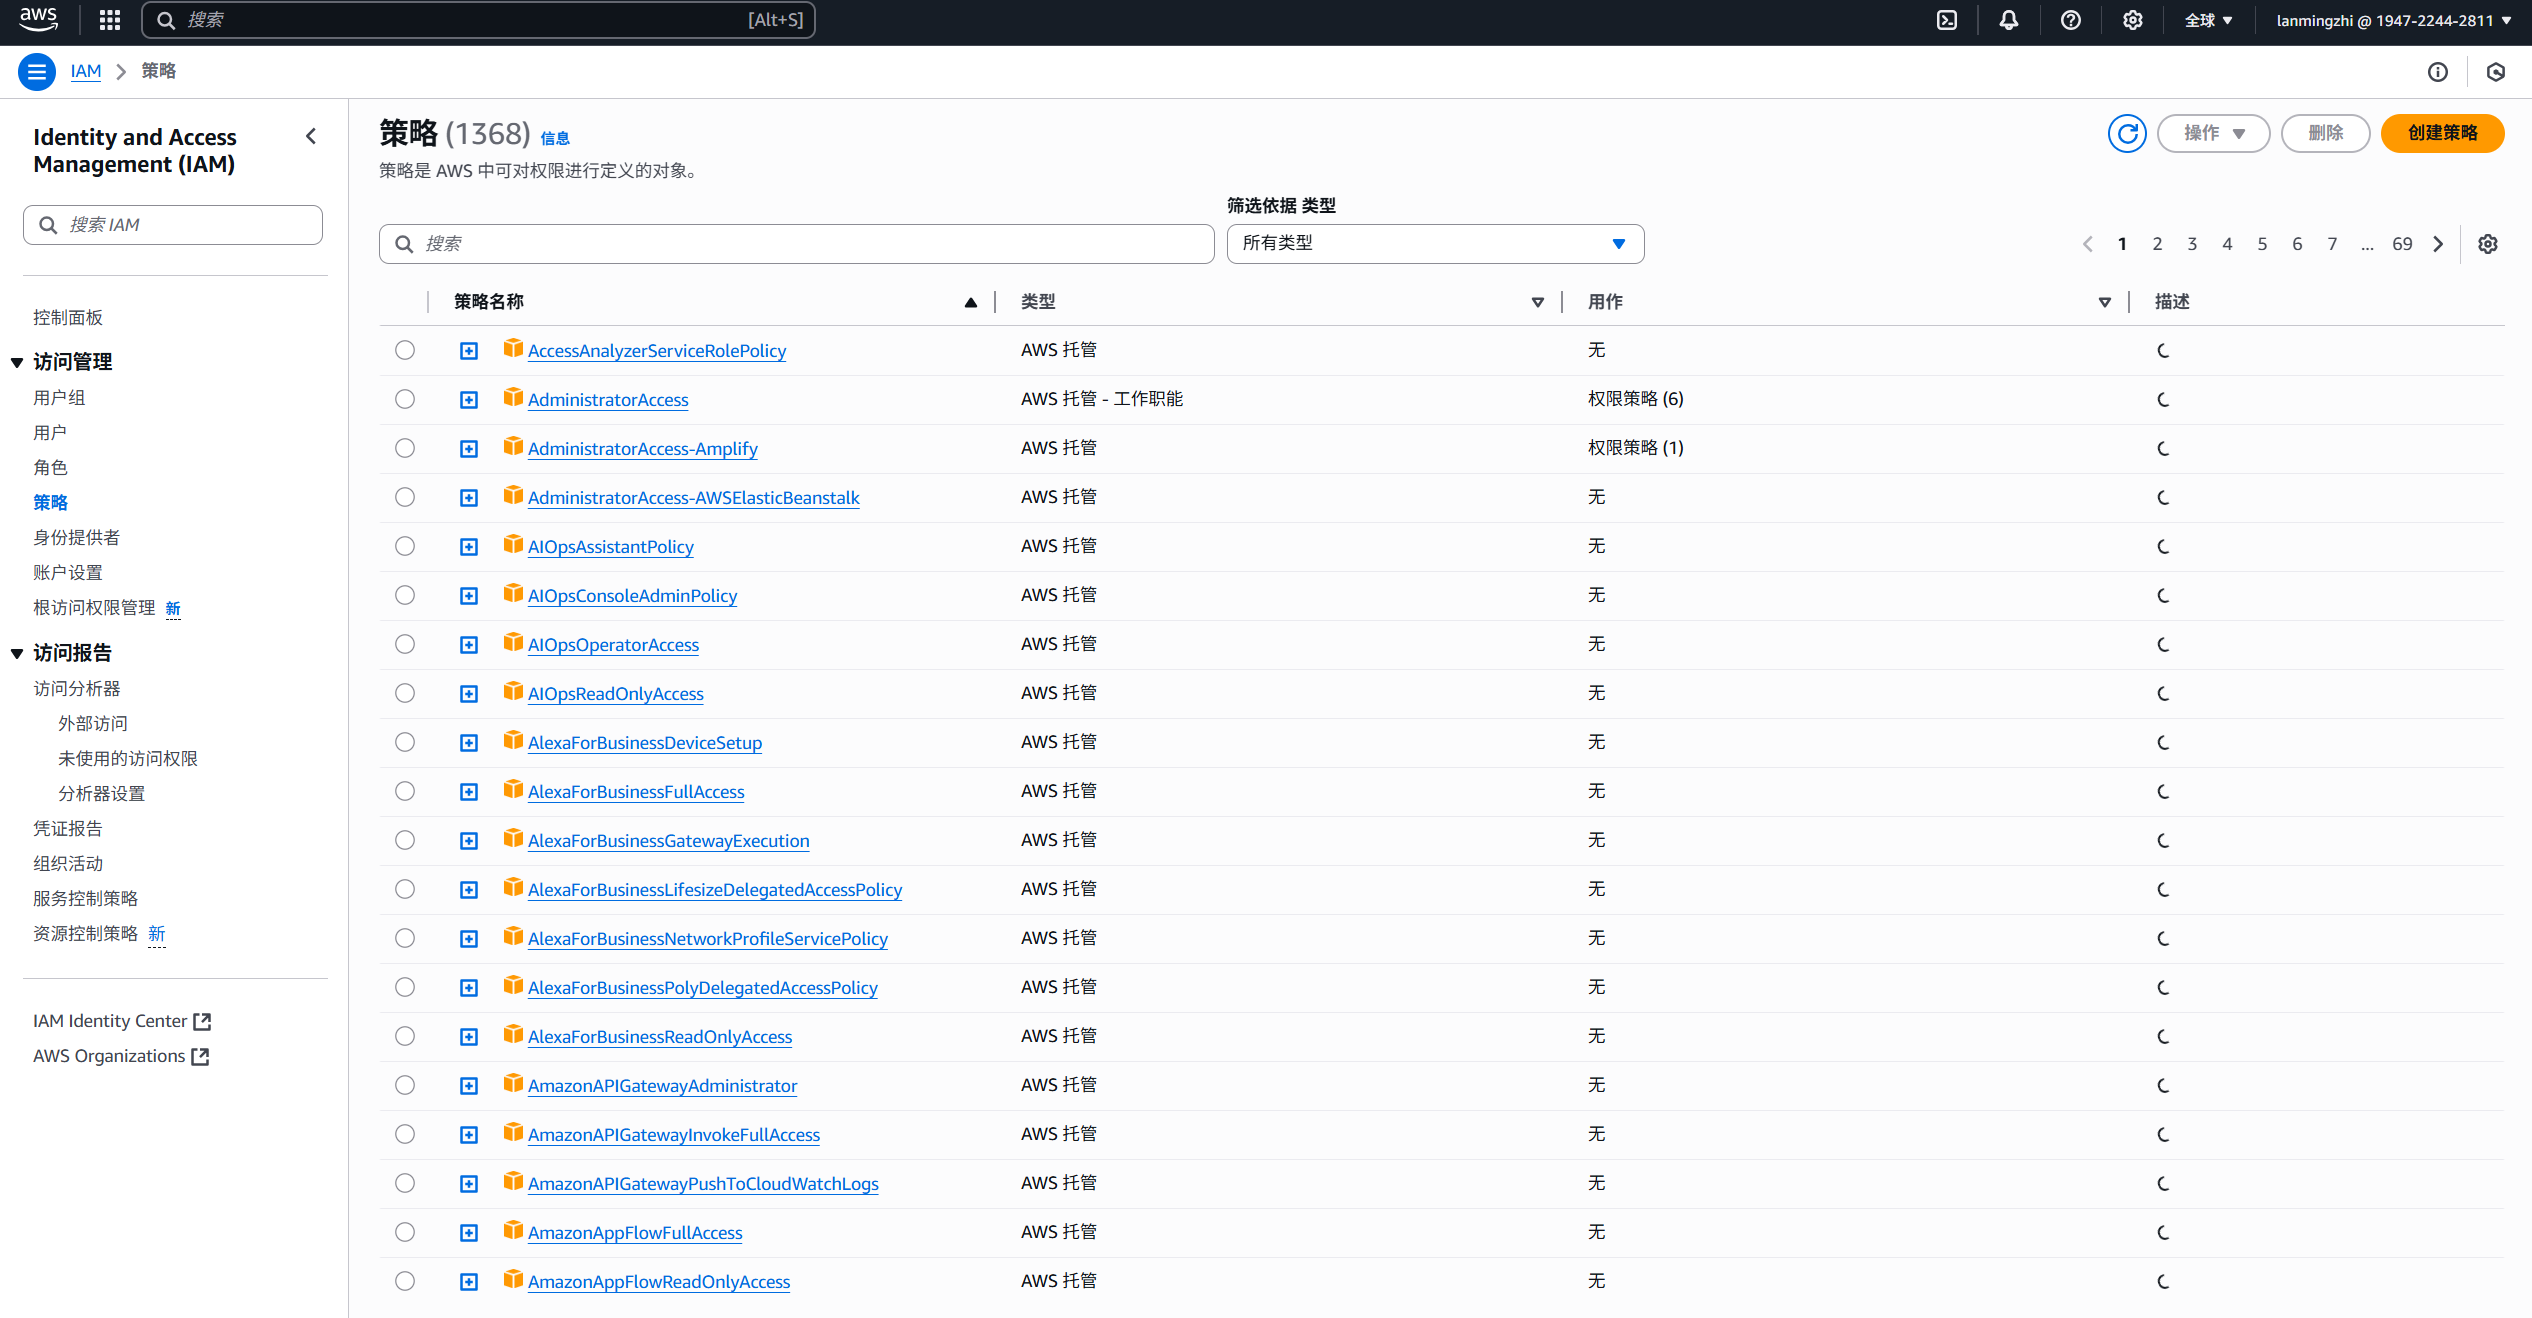 aws
搜索 [Alt+S]
全球 lanmingzhi @ 1947-2244-2811
IAM 策略
Identity and Access
Management (IAM)
搜索 IAM
控制面板
访问管理
用户组
用户
角色
策略
身份提供者
账户设置
根访问权限管理 新
访问报告
访问分析器
外部访问
未使用的访问权限
分析器设置
凭证报告
组织活动
服务控制策略
资源控制策略 新
IAM Identity Center
AWS Organizations
策略 (1368) 信息
操作 删除 创建策略
策略是 AWS 中可对权限进行定义的对象。
筛选依据 类型
搜索 所有类型 1 2 3 4 5 6 7 ... 69
策略名称 类型 用作 描述
AccessAnalyzerServiceRolePolicy AWS 托管 无
AdministratorAccess AWS 托管 - 工作职能 权限策略 (6)
AdministratorAccess-Amplify AWS 托管 权限策略 (1)
AdministratorAccess-AWSElasticBeanstalk AWS 托管 无
AIOpsAssistantPolicy AWS 托管 无
AIOpsConsoleAdminPolicy AWS 托管 无
AIOpsOperatorAccess AWS 托管 无
AIOpsReadOnlyAccess AWS 托管 无
AlexaForBusinessDeviceSetup AWS 托管 无
AlexaForBusinessFullAccess AWS 托管 无
AlexaForBusinessGatewayExecution AWS 托管 无
AlexaForBusinessLifesizeDelegatedAccessPolicy AWS 托管 无
AlexaForBusinessNetworkProfileServicePolicy AWS 托管 无
AlexaForBusinessPolyDelegatedAccessPolicy AWS 托管 无
AlexaForBusinessReadOnlyAccess AWS 托管 无
AmazonAPIGatewayAdministrator AWS 托管 无
AmazonAPIGatewayInvokeFullAccess AWS 托管 无
AmazonAPIGatewayPushToCloudWatchLogs AWS 托管 无
AmazonAppFlowFullAccess AWS 托管 无
AmazonAppFlowReadOnlyAccess AWS 托管 无